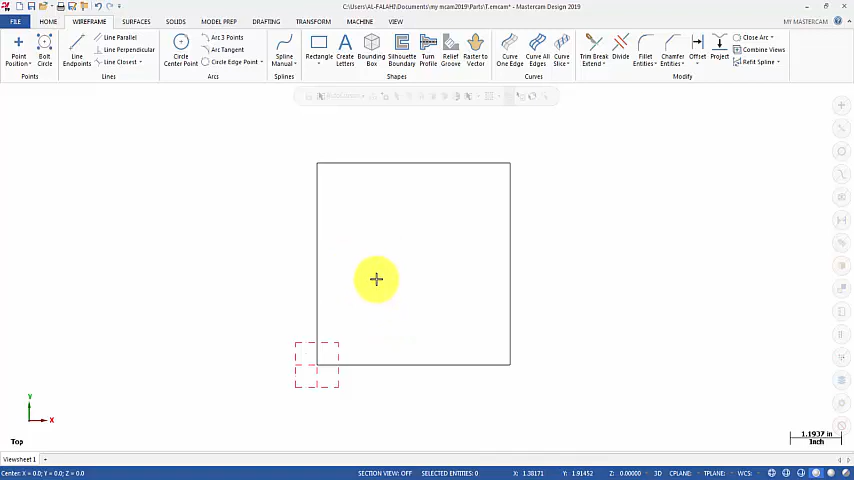 C:\Users\AL-FALAH\Documents\my mcam2019\Parts\T.emcam* - Mastercam Design 2019
FILE HOME WIREFRAME SURFACES SOLIDS MODEL PREP DRAFTING TRANSFORM MACHINE VIEW MY MASTERCAM
Point Position
Bolt Circle
Points
Line Endpoints
Line Parallel
Line Perpendicular
Line Closest
Lines
Circle Center Point
Arc 3 Points
Arc Tangent
Circle Edge Point
Arcs
Spline Manual
Splines
Rectangle
Create Letters
Bounding Box
Turn Profile
Relief Groove
Raster to Vector
Shapes
Curve One Edge
Curve All Edges
Curve Slice
Curves
Trim Break Extend
Divide
Fillet Entities
Chamfer Entities
Offset
Project
Close Arc
Combine Views
Refit Spline
Modify
Y
X
Top
1.1937 in
Inch
Viewsheet 1
Center: X = 0.0; Y = 0.0; Z = 0.0 SECTION VIEW: OFF SELECTED ENTITIES: 0 X: 1.38171 Y: 1.91452 Z: 0.00000 3D CPLANE: TPLANE: WCS: